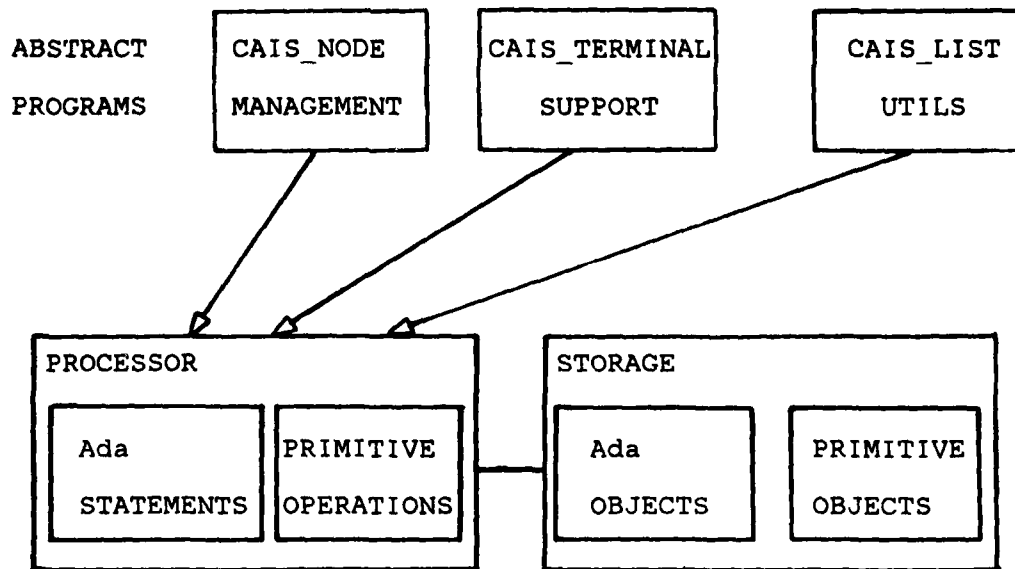 ABSTRACT
PROGRAMS
CAIS_NODE
MANAGEMENT
CAIS_TERMINAL
SUPPORT
CAIS_LIST
UTILS
PROCESSOR
Ada
STATEMENTS
PRIMITIVE
OPERATIONS
STORAGE
Ada
OBJECTS
PRIMITIVE
OBJECTS